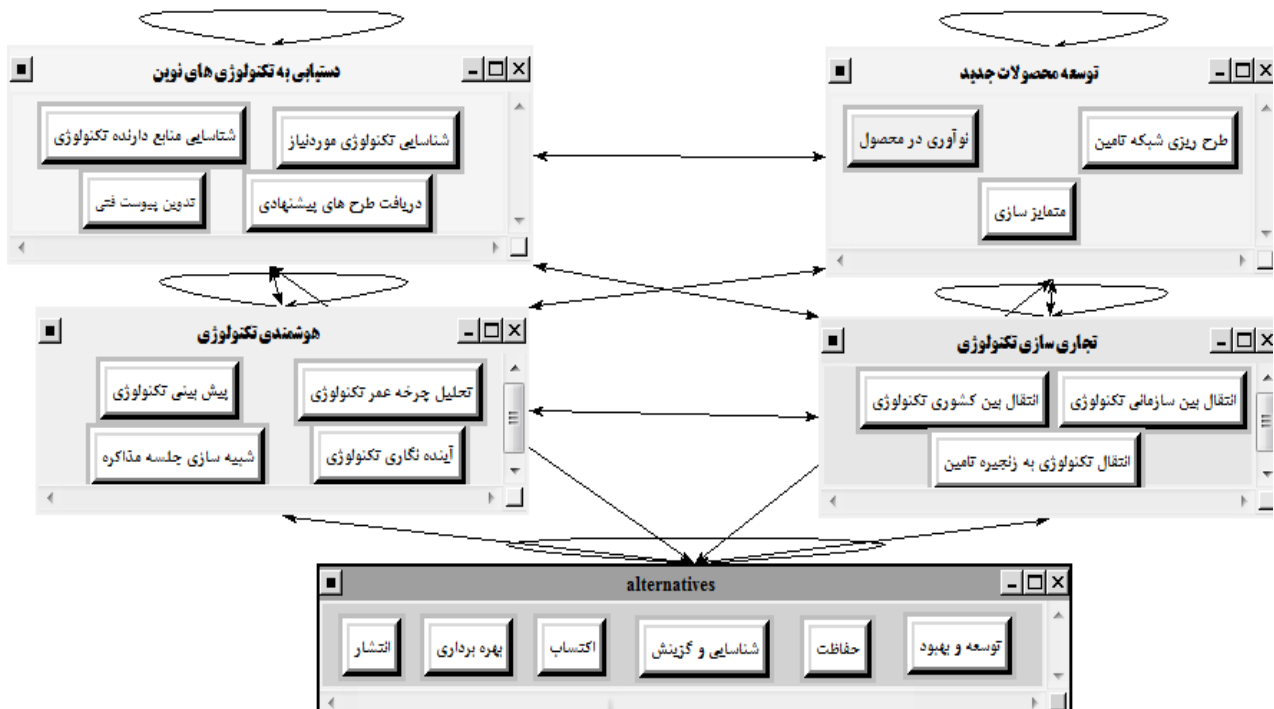 توسعه محصولات جدید
طرح ریزی شبکه تامین
نوآوری در محصول
متمایز سازی
دستیابی به تکنولوژی های نوین
شناسایی تکنولوژی موردنیاز
شتاسایی منابع دارنده تکنولوژی
دریافت طرح های پیشنهادی
تدوین پیوست فتی
تجاری سازی تکنولوژی
انتقال بین سازمانی تکنولوژی
انتقال بین کشوری تکنولوژی
انتقال تکنولوژی به زنجیره تامین
هوشمندی تکنولوژی
تحلیل چرخه عمر تکنولوژی
پیش بینی تکنولوژی
آینده نگاری تکنولوژی
شبیه سازی جلسه مذاکره
alternatives
توسعه و بهبود
حفاظت
شناسایی و گزینش
اکتساب
بهره برداری
انتشار